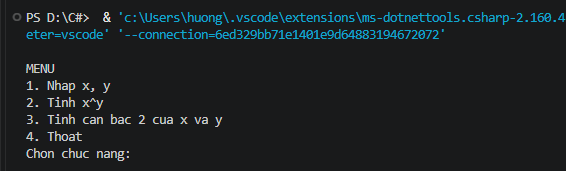 PS D:\C#>  & 'c:\Users\huong\.vscode\extensions\ms-dotnettools.csharp-2.160.4
eter=vscode' '--connection=6ed329bb71e1401e9d64883194672072'
MENU
1. Nhap x, y
2. Tinh x^y
3. Tinh can bac 2 cua x va y
4. Thoat
Chon chuc nang: